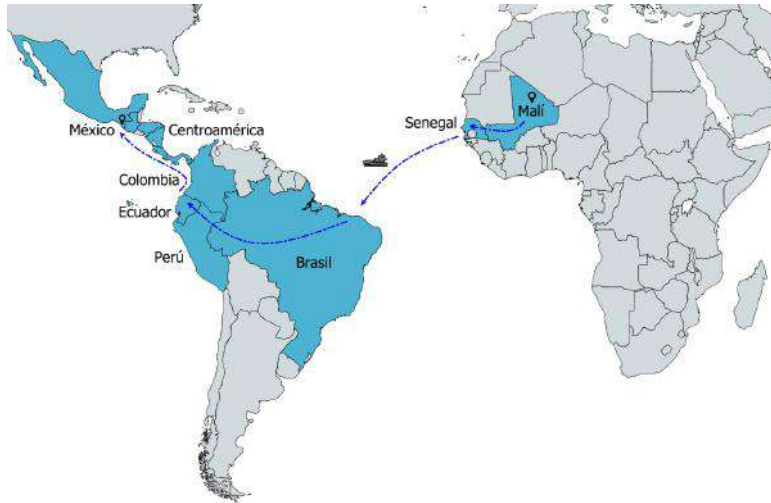 Malí
Senegal
México
Centroamérica
Colombia
Ecuador
Perú
Brasil